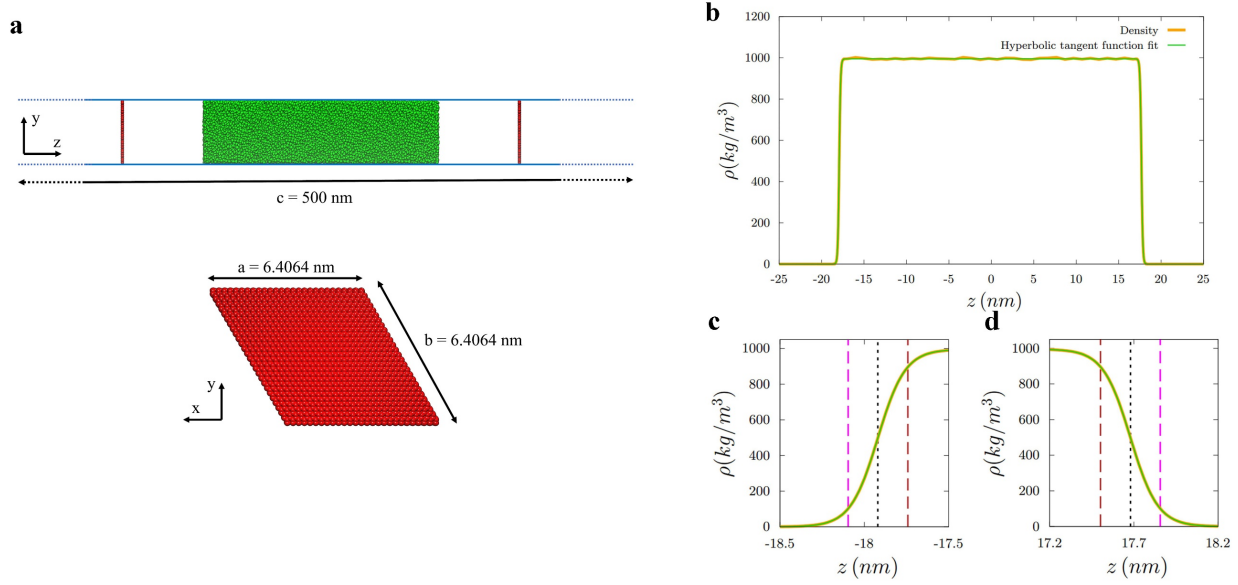 a
y
z
c = 500 nm
a = 6.4064 nm
b = 6.4064 nm
y
x
b
Density
Hyperbolic tangent function fit
ρ(kg/m³)
1200
1000
800
600
400
200
0
-25 -20 -15 -10 -5 0 5 10 15 20 25
z (nm)
c
ρ(kg/m³)
1000
800
600
400
200
0
-18.5 -18 -17.5
z (nm)
d
ρ(kg/m³)
1000
800
600
400
200
0
17.2 17.7 18.2
z (nm)